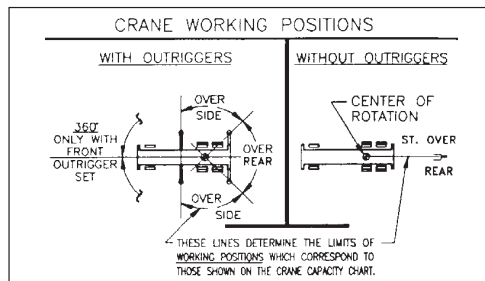 CRANE WORKING POSITIONS
WITH OUTRIGGERS
OVER
SIDE
360°
ONLY WITH
FRONT
OUTRIGGER
SET
OVER
REAR
OVER
SIDE
WITHOUT OUTRIGGERS
CENTER OF
ROTATION
ST. OVER
REAR
THESE LINES DETERMINE THE LIMITS OF
WORKING POSITIONS WHICH CORRESPOND TO
THOSE SHOWN ON THE CRANE CAPACITY CHART.